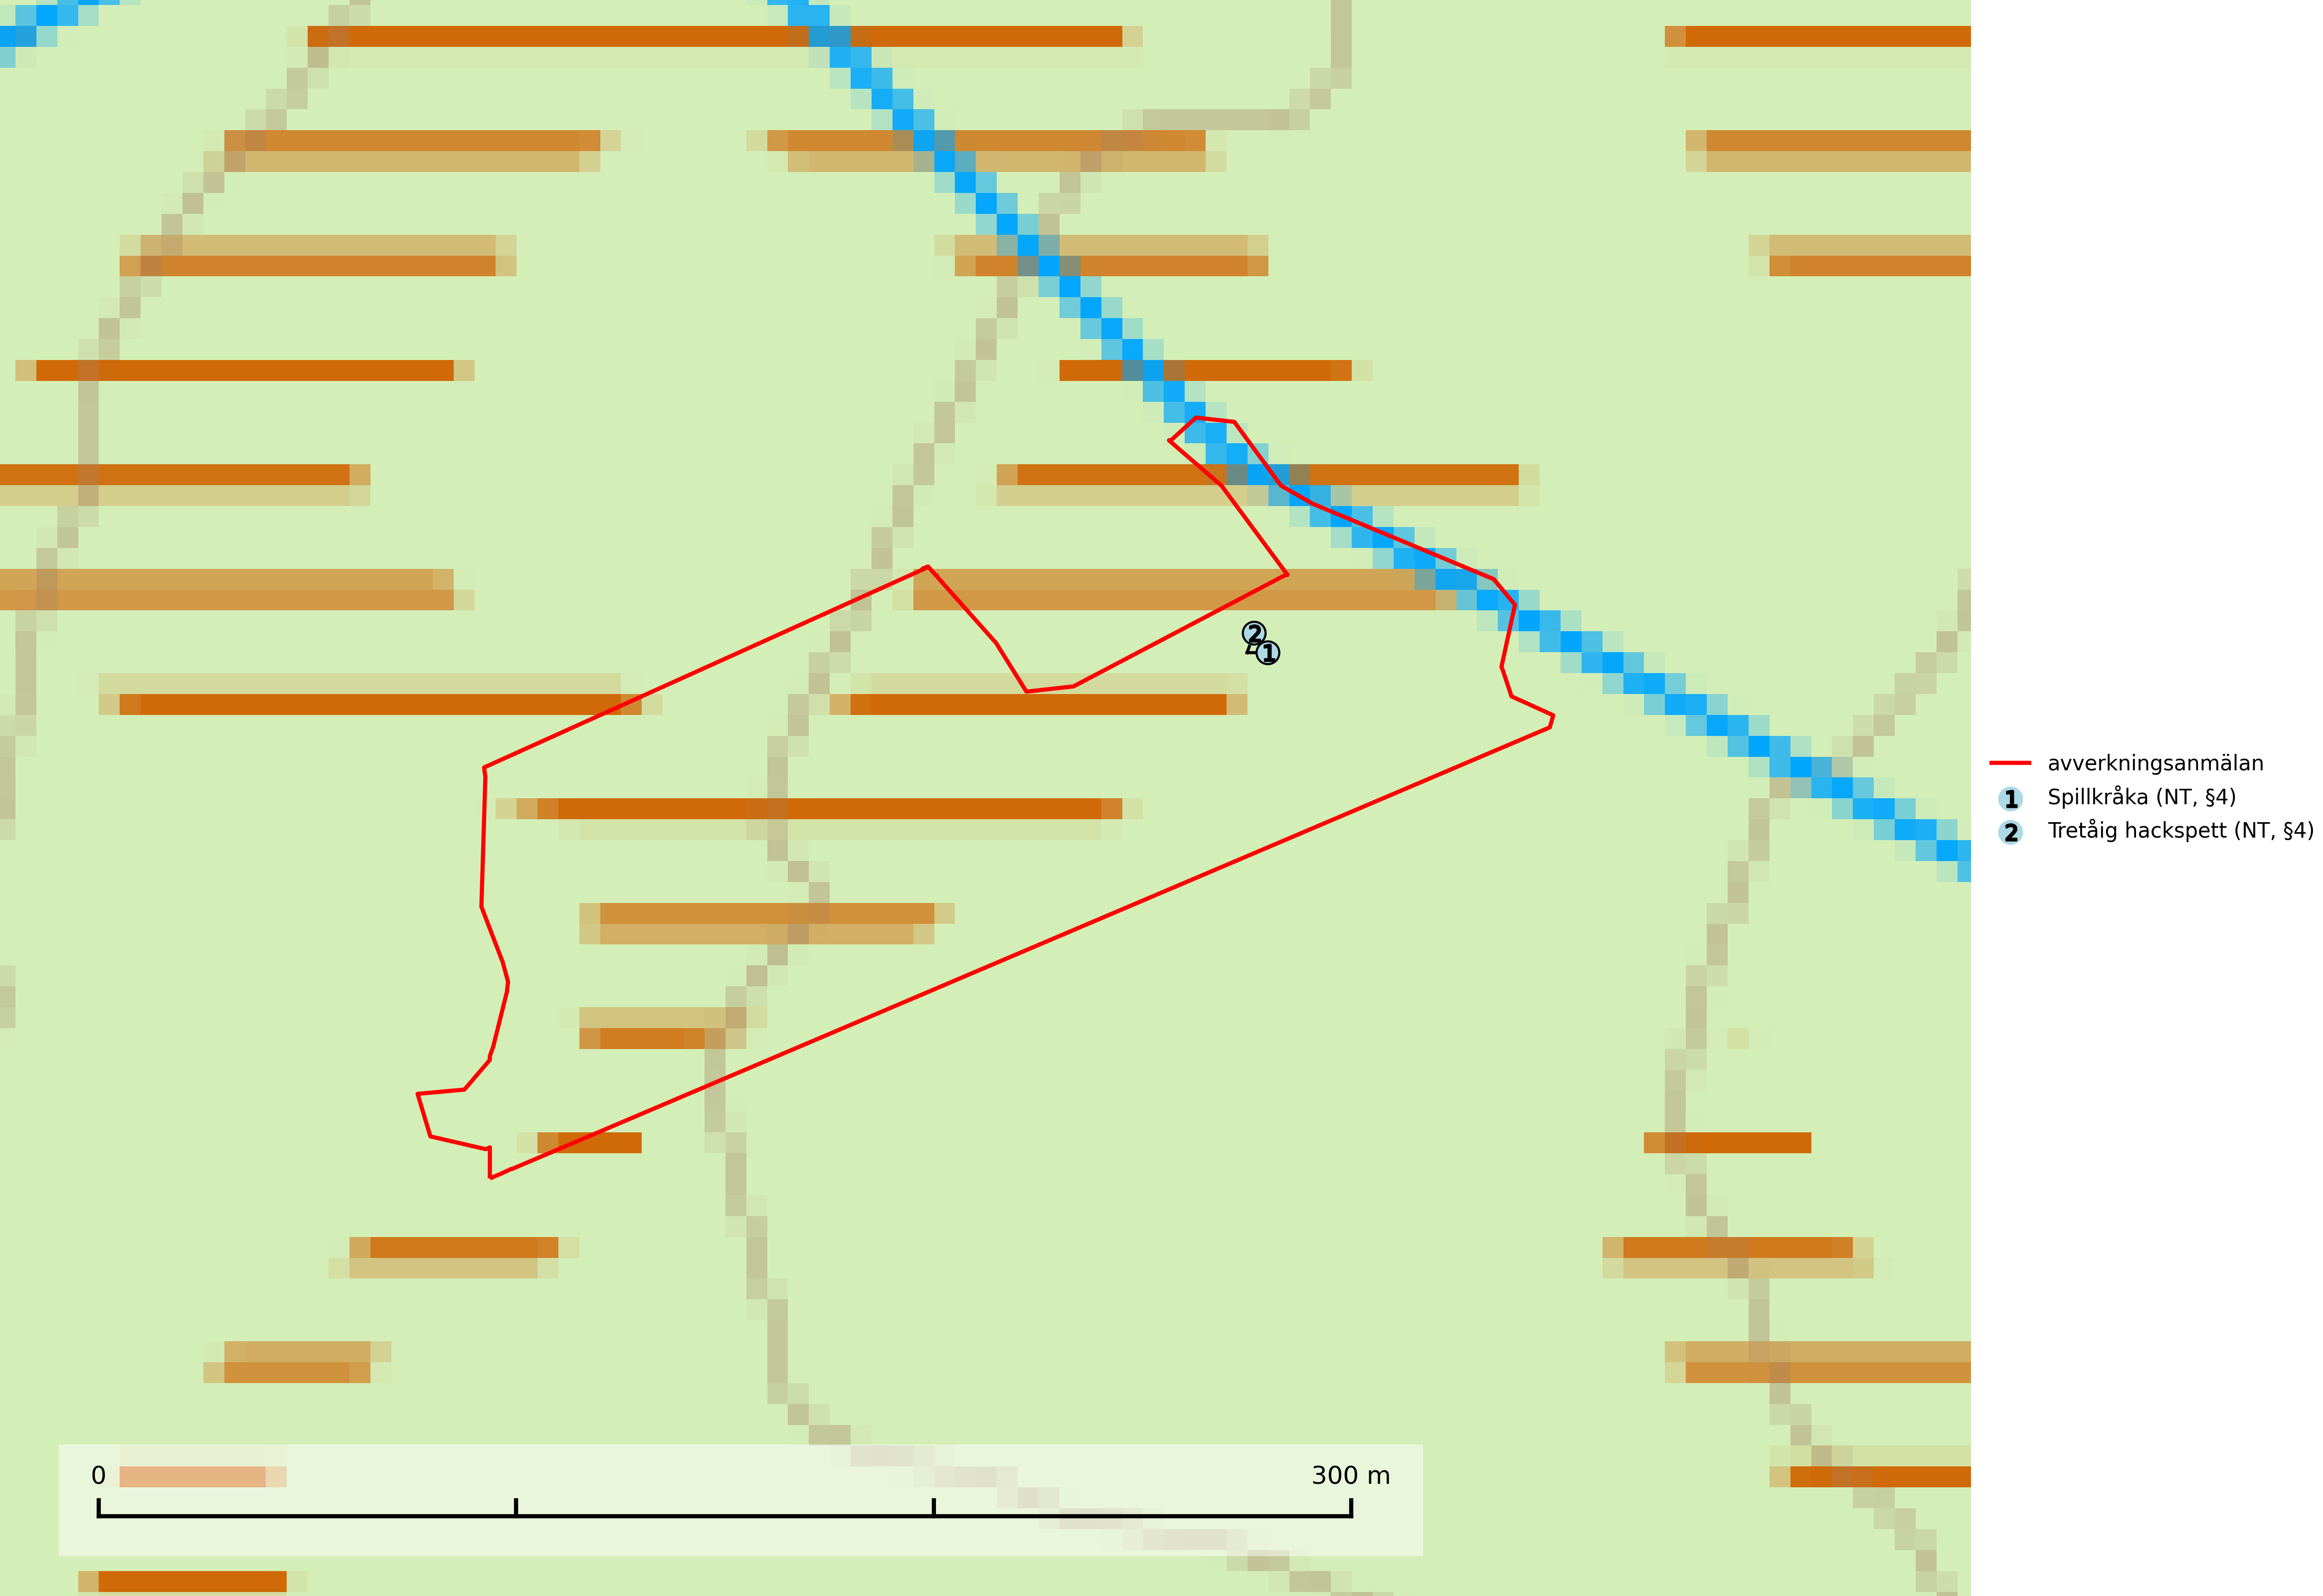 2
1
avverkningsanmälan
1 Spillkråka (NT, §4)
2 Tretåig hackspett (NT, §4)
0 300 m